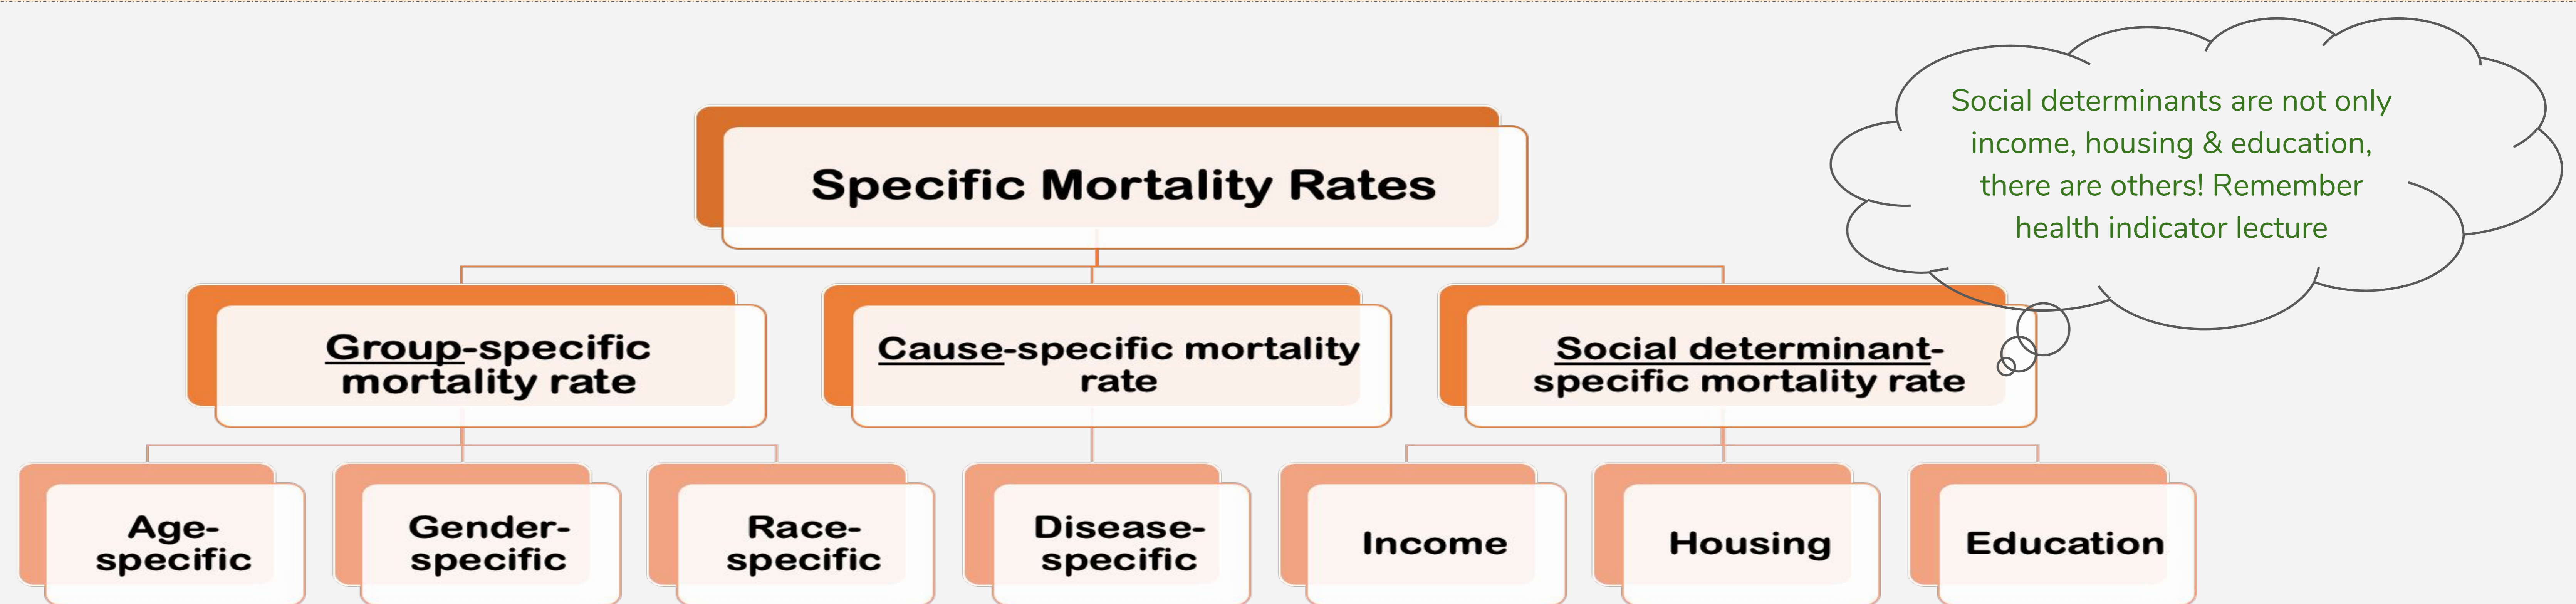 Social determinants are not only
income, housing & education,
there are others! Remember
health indicator lecture
Specific Mortality Rates
Group-specific
mortality rate
Cause-specific mortality
rate
Social determinant-
specific mortality rate
Age-
specific
Gender-
specific
Race-
specific
Disease-
specific
Income
Housing
Education